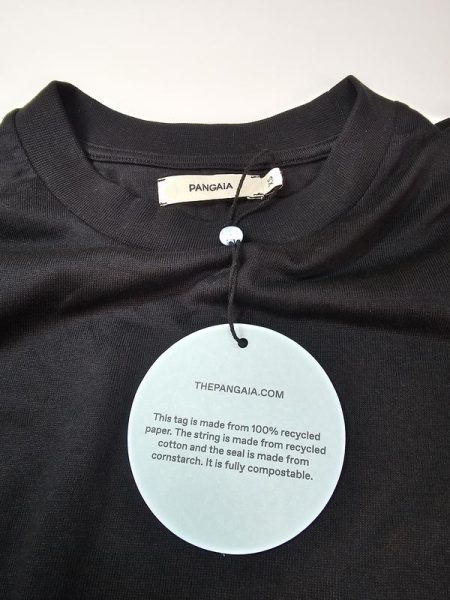 PANGAIA
XS
THEPANGAIA.COM
This tag is made from 100% recycled
paper. The string is made from recycled
cotton and the seal is made from
cornstarch. It is fully compostable.